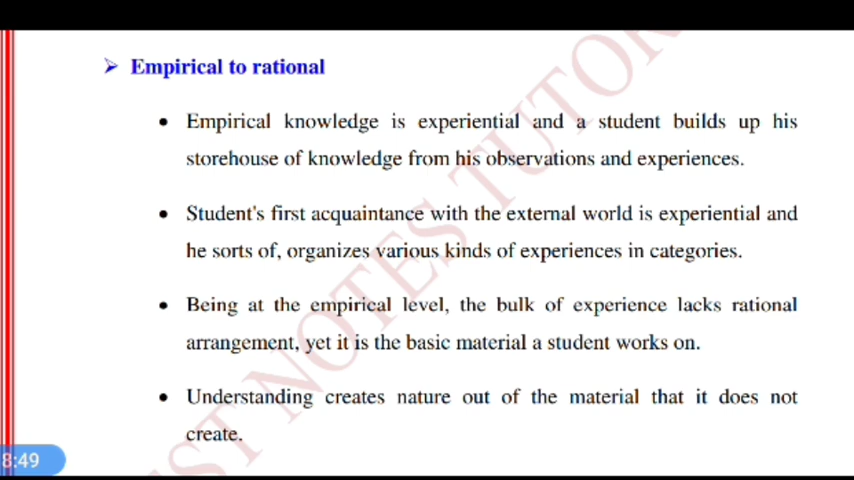 ➢ Empirical to rational
• Empirical knowledge is experiential and a student builds up his
storehouse of knowledge from his observations and experiences.
• Student's first acquaintance with the external world is experiential and
he sorts of, organizes various kinds of experiences in categories.
• Being at the empirical level, the bulk of experience lacks rational
arrangement, yet it is the basic material a student works on.
• Understanding creates nature out of the material that it does not
create.
8:49
EST NOTES TUTOR